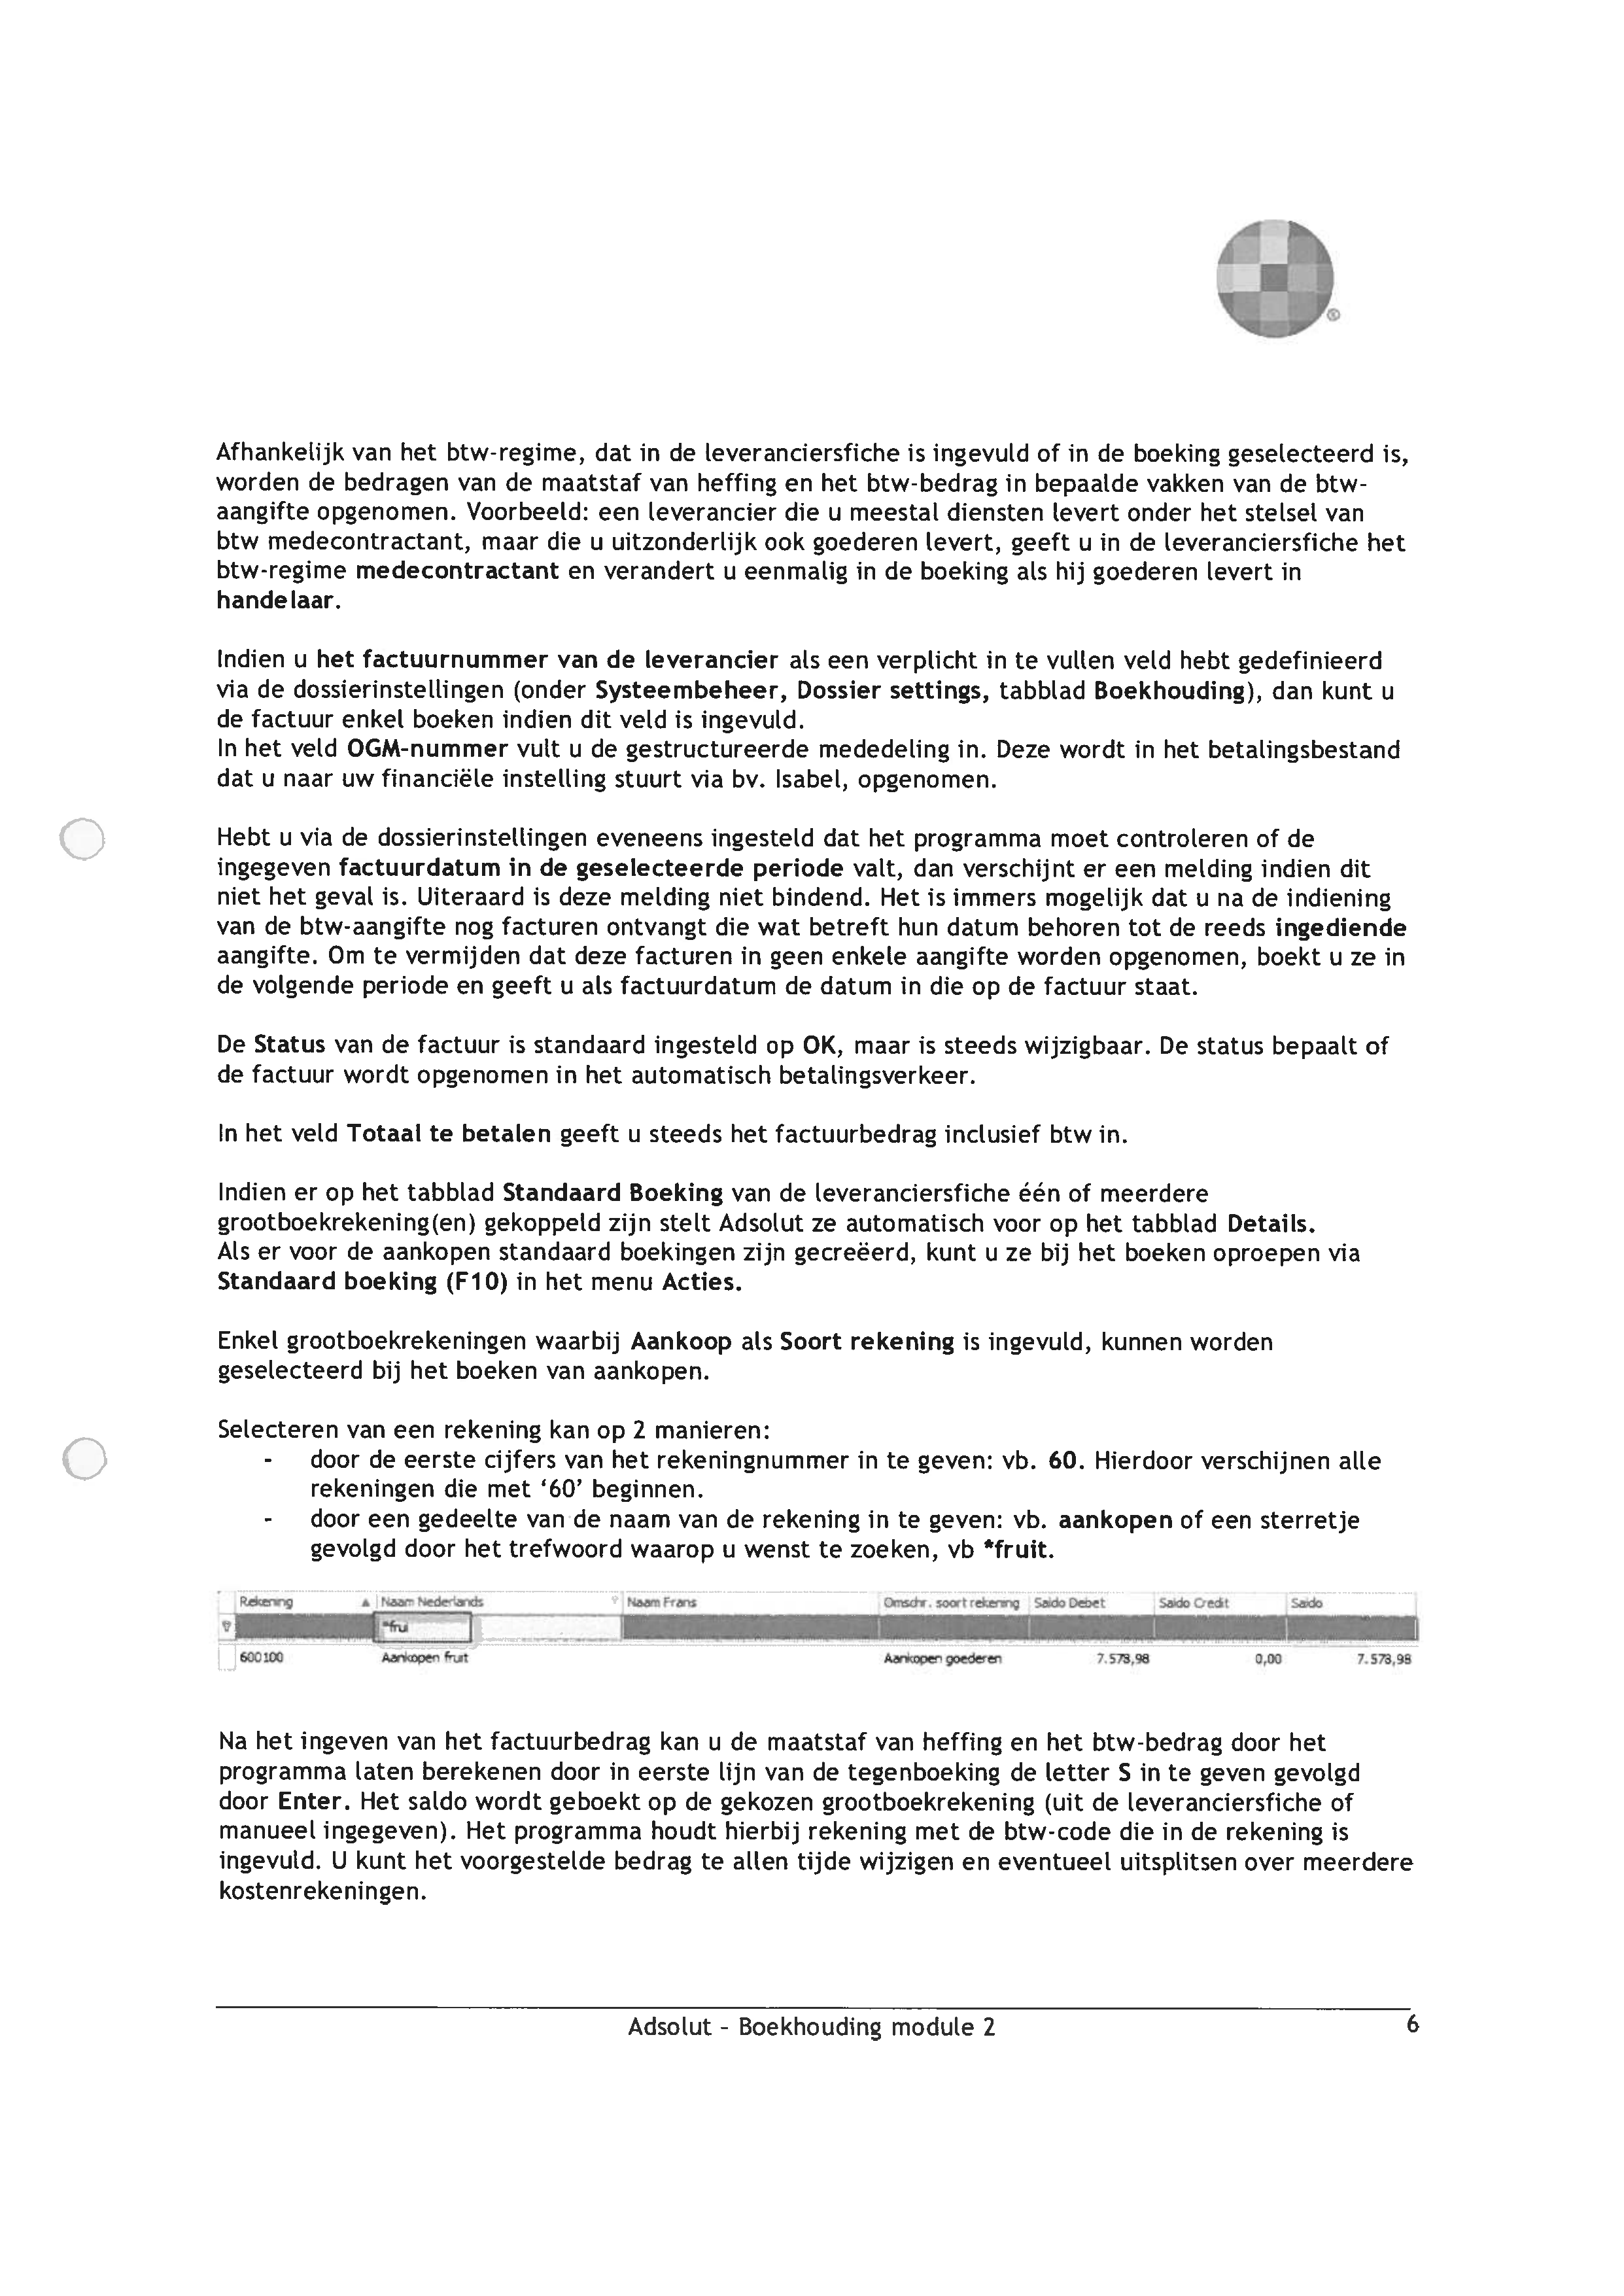 ®
Afhankelijk van het btw-regime, dat in de leveranciersfiche is ingevuld of in de boeking geselecteerd is,
worden de bedragen van de maatstaf van heffing en het btw-bedrag in bepaalde vakken van de btw-
aangifte opgenomen. Voorbeeld: een leverancier die u meestal diensten levert onder het stelsel van
btw medecontractant, maar die u uitzonderlijk ook goederen levert, geeft u in de leveranciersfiche het
btw-regime medecontractant en verandert u eenmalig in de boeking als hij goederen levert in
handelaar.
Indien u het factuurnummer van de leverancier als een verplicht in te vullen veld hebt gedefinieerd
via de dossierinstellingen (onder Systeembeheer, Dossier settings, tabblad Boekhouding), dan kunt u
de factuur enkel boeken indien dit veld is ingevuld.
In het veld OGM-nummer vult u de gestructureerde mededeling in. Deze wordt in het betalingsbestand
dat u naar uw financiële instelling stuurt via bv. Isabel, opgenomen.
Hebt u via de dossierinstellingen eveneens ingesteld dat het programma moet controleren of de
ingegeven factuurdatum in de geselecteerde periode valt, dan verschijnt er een melding indien dit
niet het geval is. Uiteraard is deze melding niet bindend. Het is immers mogelijk dat u na de indiening
van de btw-aangifte nog facturen ontvangt die wat betreft hun datum behoren tot de reeds ingediende
aangifte. Om te vermijden dat deze facturen in geen enkele aangifte worden opgenomen, boekt u ze in
de volgende periode en geeft u als factuurdatum de datum in die op de factuur staat.
De Status van de factuur is standaard ingesteld op OK, maar is steeds wijzigbaar. De status bepaalt of
de factuur wordt opgenomen in het automatisch betalingsverkeer.
In het veld Totaal te betalen geeft u steeds het factuurbedrag inclusief btw in.
Indien er op het tabblad Standaard Boeking van de leveranciersfiche één of meerdere
grootboekrekening(en) gekoppeld zijn stelt Adsolut ze automatisch voor op het tabblad Details.
Als er voor de aankopen standaard boekingen zijn gecreëerd, kunt u ze bij het boeken oproepen via
Standaard boeking (F10) in het menu Acties.
Enkel grootboekrekeningen waarbij Aankoop als Soort rekening is ingevuld, kunnen worden
geselecteerd bij het boeken van aankopen.
Selecteren van een rekening kan op 2 manieren:
- door de eerste cijfers van het rekeningnummer in te geven: vb. 60. Hierdoor verschijnen alle
rekeningen die met ‘60’ beginnen.
- door een gedeelte van de naam van de rekening in te geven: vb. aankopen of een sterretje
gevolgd door het trefwoord waarop u wenst te zoeken, vb *fruit.
Rekening Naam Nederlands Naam Frans Omschr. soort rekening Saldo Debet Saldo Credit Saldo
*frui
600100 Aankopen fruit Aankopen goederen 7.578,98 0,00 7.578,98
Na het ingeven van het factuurbedrag kan u de maatstaf van heffing en het btw-bedrag door het
programma laten berekenen door in eerste lijn van de tegenboeking de letter S in te geven gevolgd
door Enter. Het saldo wordt geboekt op de gekozen grootboekrekening (uit de leveranciersfiche of
manueel ingegeven). Het programma houdt hierbij rekening met de btw-code die in de rekening is
ingevuld. U kunt het voorgestelde bedrag te allen tijde wijzigen en eventueel uitsplitsen over meerdere
kostenrekeningen.
Adsolut - Boekhouding module 2 6